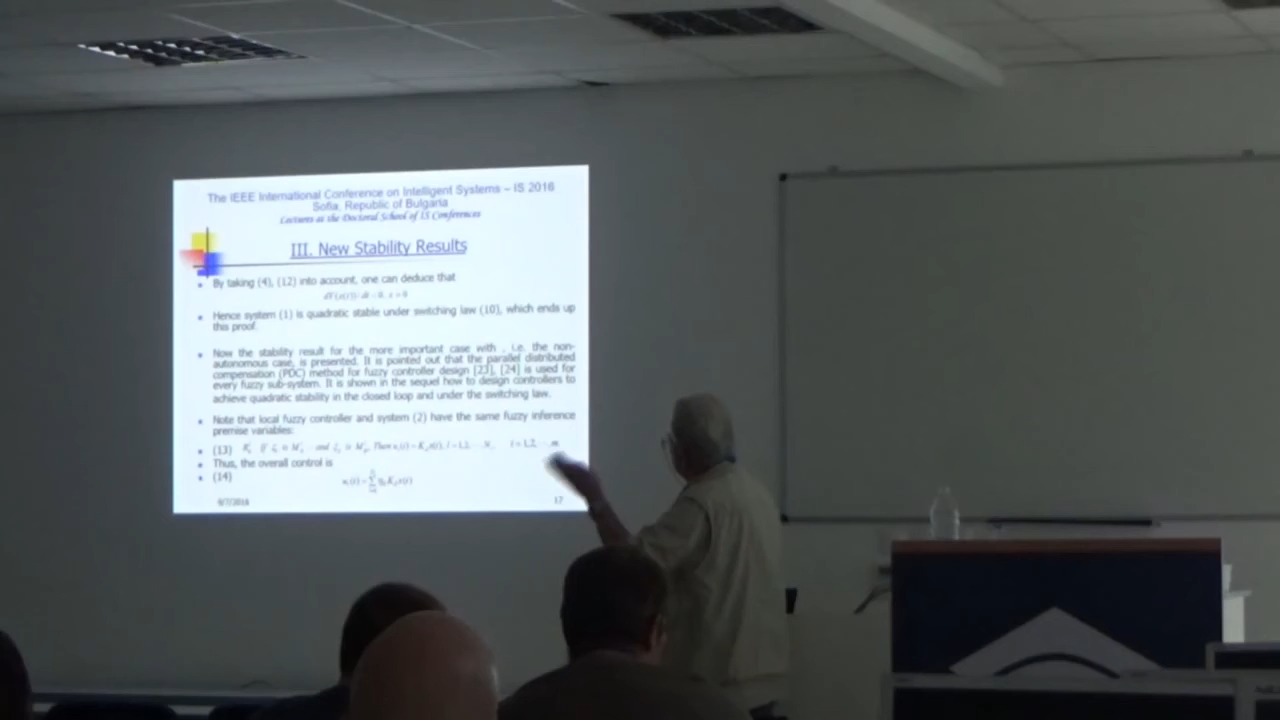 The IEEE International Conference on Intelligent Systems – IS 2016
Sofia, Republic of Bulgaria
Lectures at the Doctoral School of IS Conferences
III. New Stability Results
By taking (4), (12) into account, one can deduce that
Hence system (1) is quadratic stable under switching law (10), which ends up
this proof.
Now the stability result for the more important case with , i.e. the non-
autonomous case, is presented. It is pointed out that the parallel distributed
compensation (PDC) method for fuzzy controller design [23], [24] is used for
every fuzzy sub-system. It is shown in the sequel how to design controllers to
achieve quadratic stability in the closed loop and under the switching law.
Note that local fuzzy controller and system (2) have the same fuzzy inference
premise variables:
(13)
Thus, the overall control is
(14)
9/7/2016 17